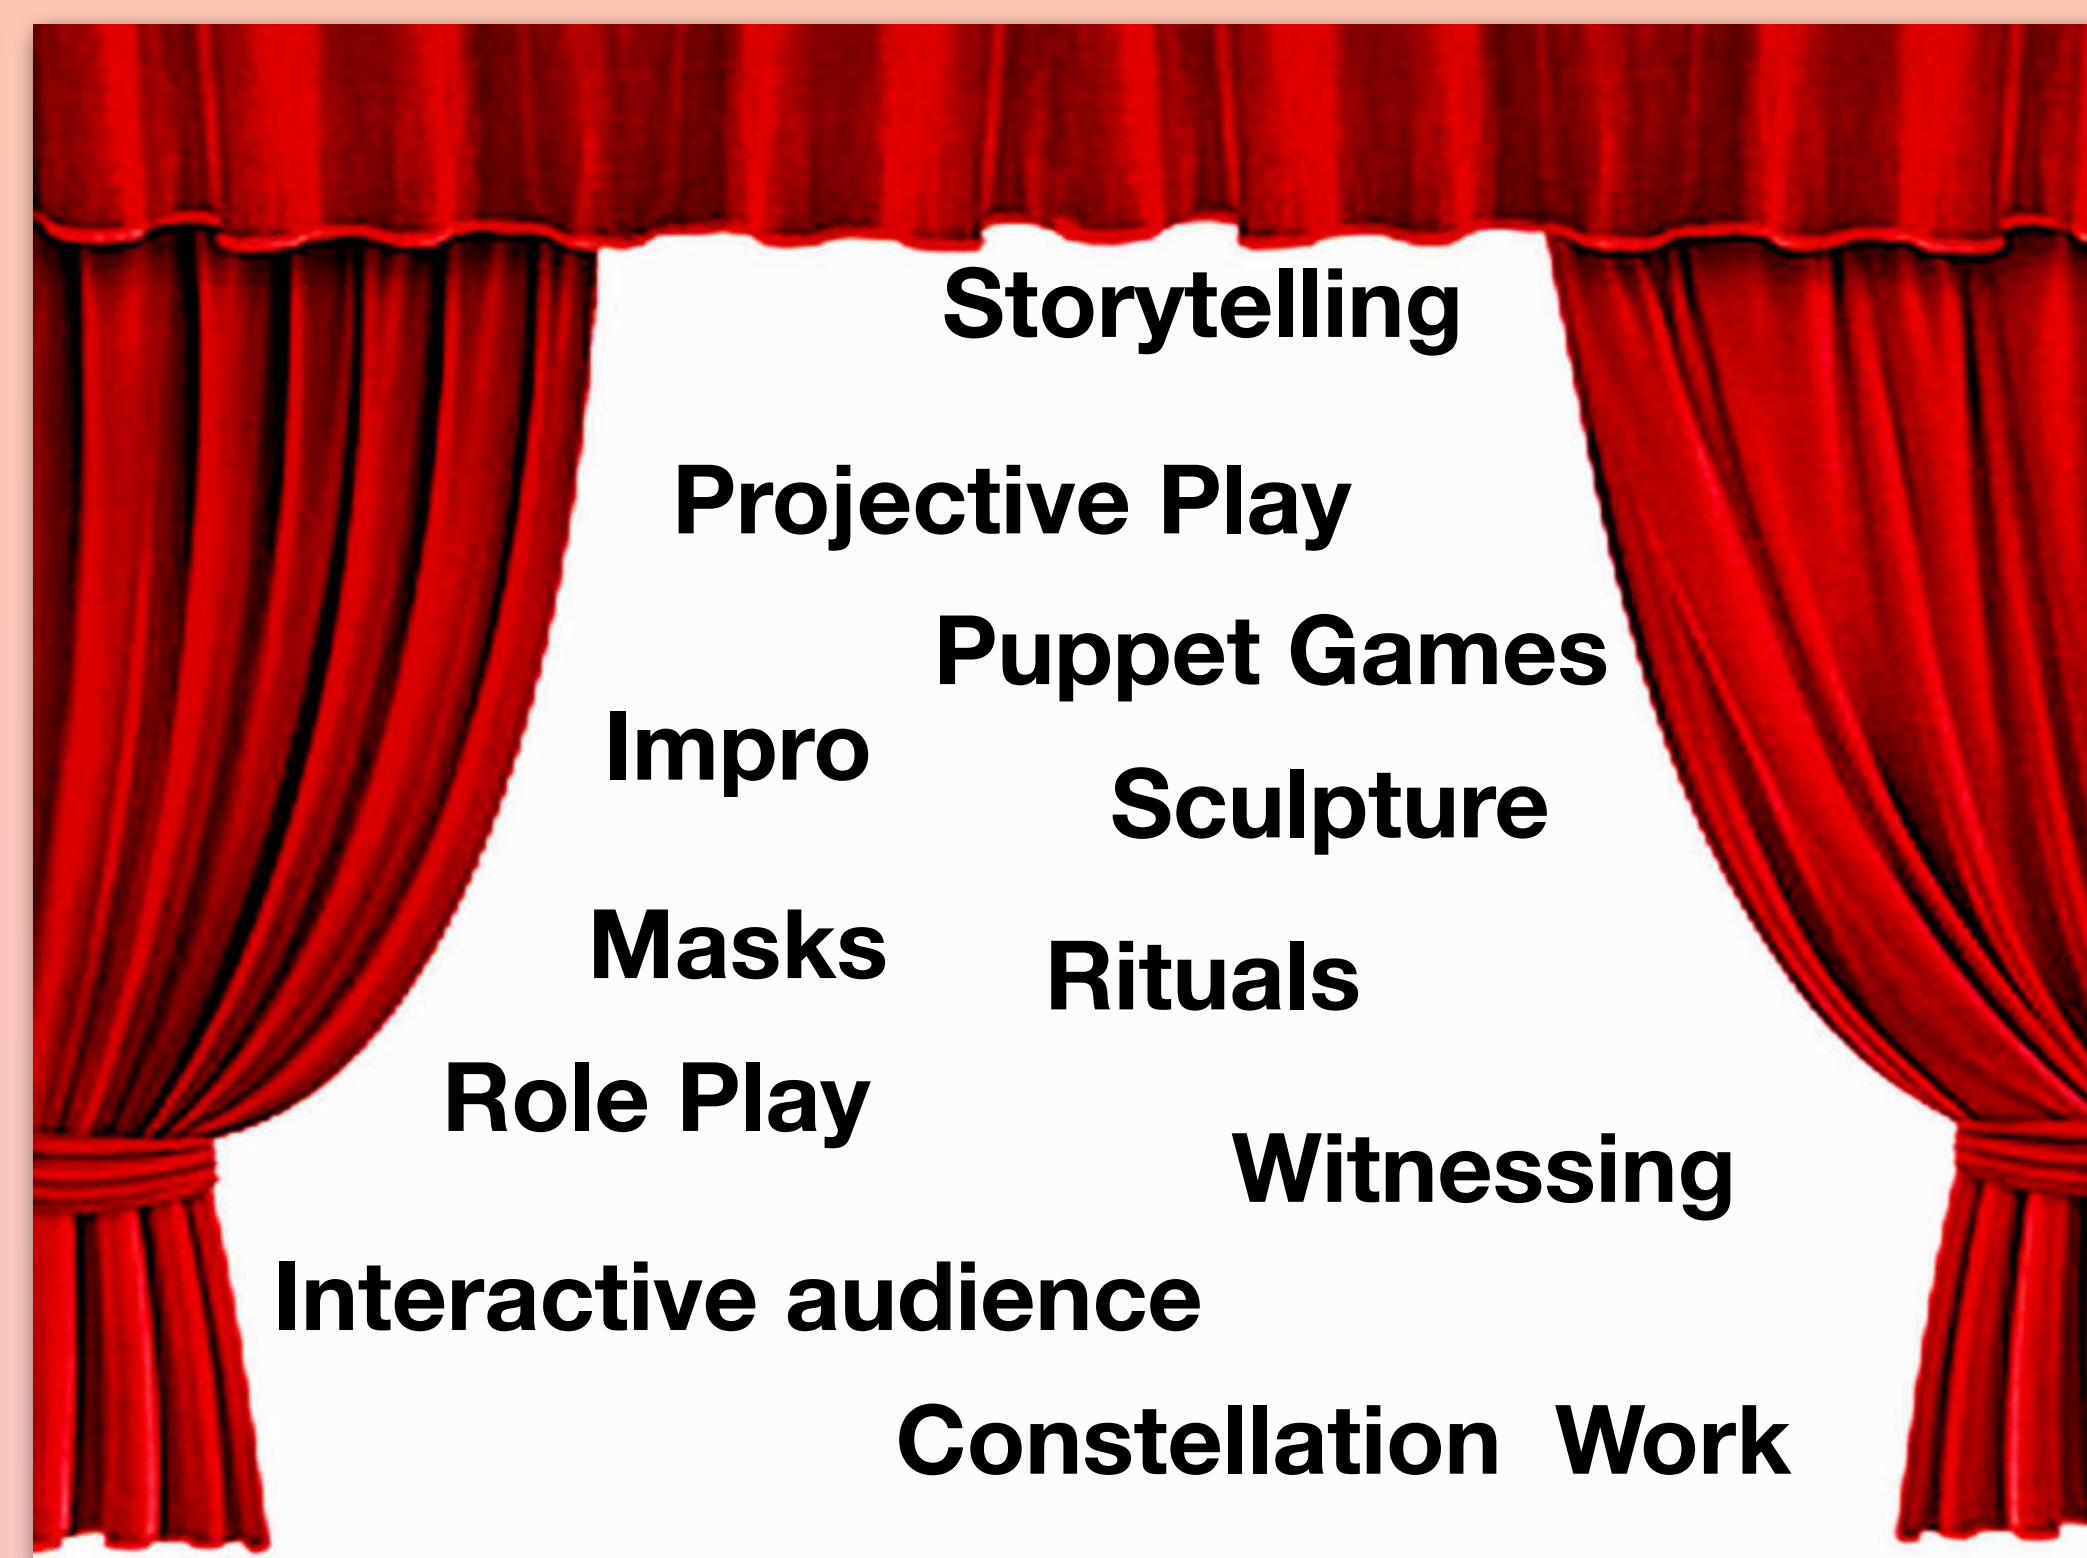 Storytelling
Projective Play
Puppet Games
Impro
Sculpture
Masks
Rituals
Role Play
Witnessing
Interactive audience
Constellation  Work